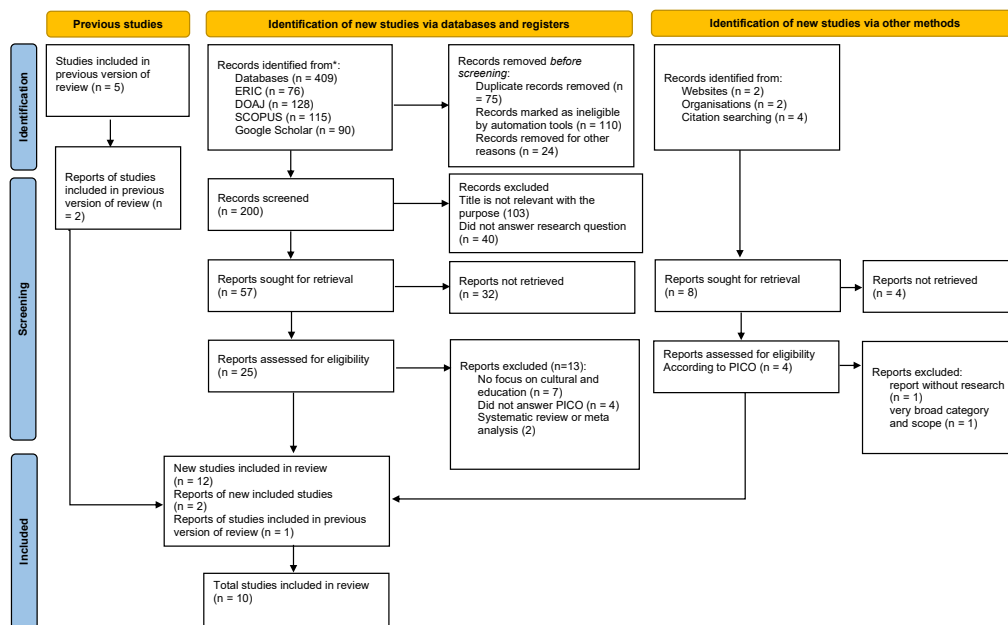 Previous studies
Identification of new studies via databases and registers
Identification of new studies via other methods
Identification
Studies included in
previous version of
review (n = 5)
Records identified from*:
Databases (n = 409)
ERIC (n = 76)
DOAJ (n = 128)
SCOPUS (n = 115)
Google Scholar (n = 90)
Records removed before
screening:
Duplicate records removed (n
= 75)
Records marked as ineligible
by automation tools (n = 110)
Records removed for other
reasons (n = 24)
Records identified from:
Websites (n = 2)
Organisations (n = 2)
Citation searching (n = 4)
Screening
Reports of studies
included in previous
version of review (n
= 2)
Records screened
(n = 200)
Records excluded
Title is not relevant with the
purpose (103)
Did not answer research question
(n = 40)
Reports sought for retrieval
(n = 57)
Reports not retrieved
(n = 32)
Reports sought for retrieval
(n = 8)
Reports not retrieved
(n = 4)
Reports assessed for eligibility
(n = 25)
Reports excluded (n=13):
No focus on cultural and
education (n = 7)
Did not answer PICO (n = 4)
Systematic review or meta
analysis (2)
Reports assessed for eligibility
According to PICO (n = 4)
Reports excluded:
report without research
(n = 1)
very broad category
and scope (n = 1)
Included
New studies included in review
(n = 12)
Reports of new included studies
(n = 2)
Reports of studies included in previous
version of review (n = 1)
Total studies included in review
(n = 10)